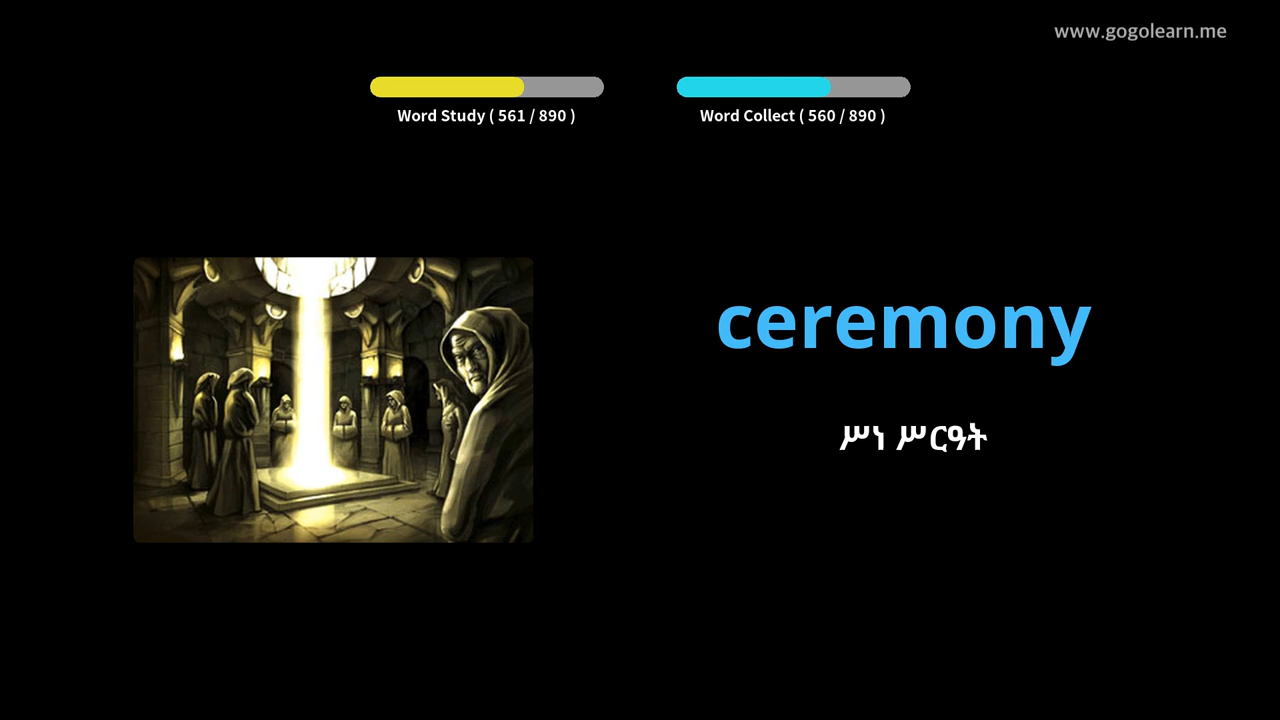 www.gogolearn.me
Word Study ( 561 / 890 )
Word Collect ( 560 / 890 )
ceremony
ሥነ ሥርዓት